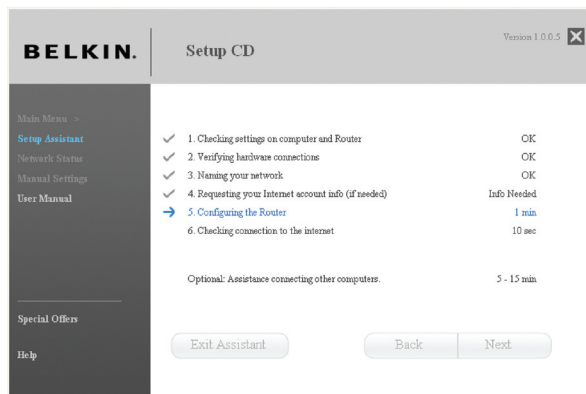 BELKIN.
Setup CD
Version 1.0.0.5
Main Menu >
Setup Assistant
Network Status
Manual Settings
User Manual
Special Offers
Help
1. Checking settings on computer and Router OK
2. Verifying hardware connections OK
3. Naming your network OK
4. Requesting your Internet account info (if needed) Info Needed
5. Configuring the Router 1 min
6. Checking connection to the internet 10 sec
Optional: Assistance connecting other computers. 5 - 15 min
Exit Assistant
Back
Next